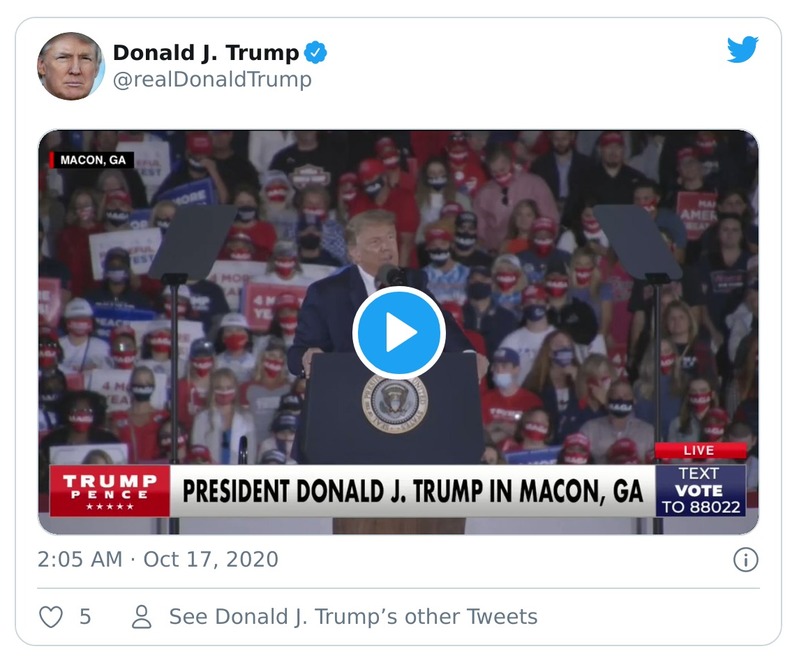 Donald J. Trump
@realDonaldTrump
MACON, GA
LIVE
TRUMP
PENCE
PRESIDENT DONALD J. TRUMP IN MACON, GA
TEXT
VOTE
TO 88022
2:05 AM · Oct 17, 2020
5
See Donald J. Trump’s other Tweets